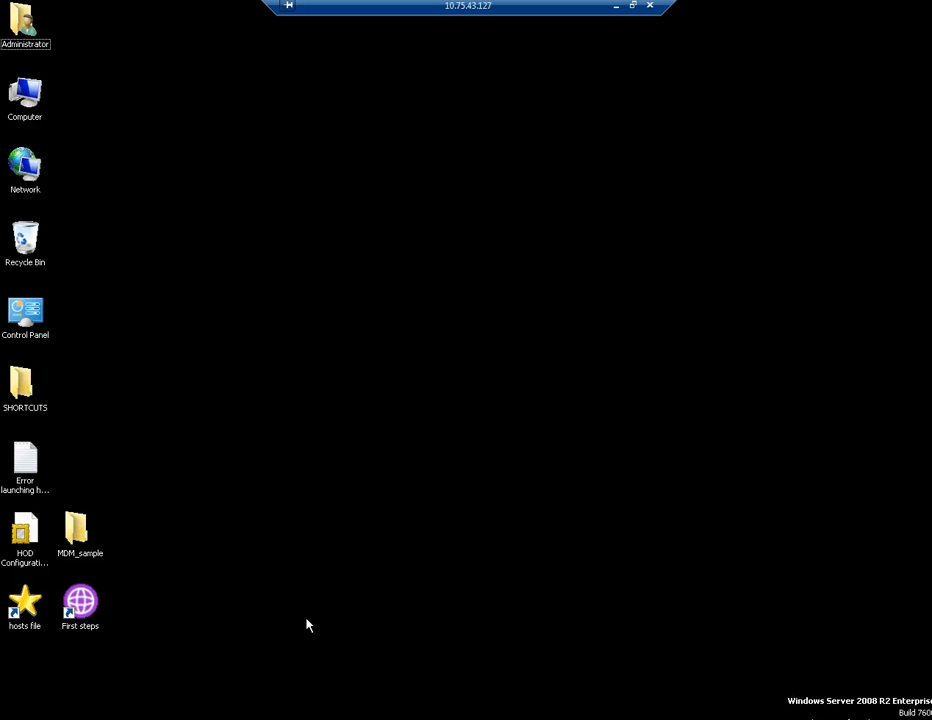 10.75.43.127
Administrator
Computer
Network
Recycle Bin
Control Panel
SHORTCUTS
Error
launching h...
HOD
Configurati...
MDM_sample
hosts file
First steps
Windows Server 2008 R2 Enterprise
Build 760